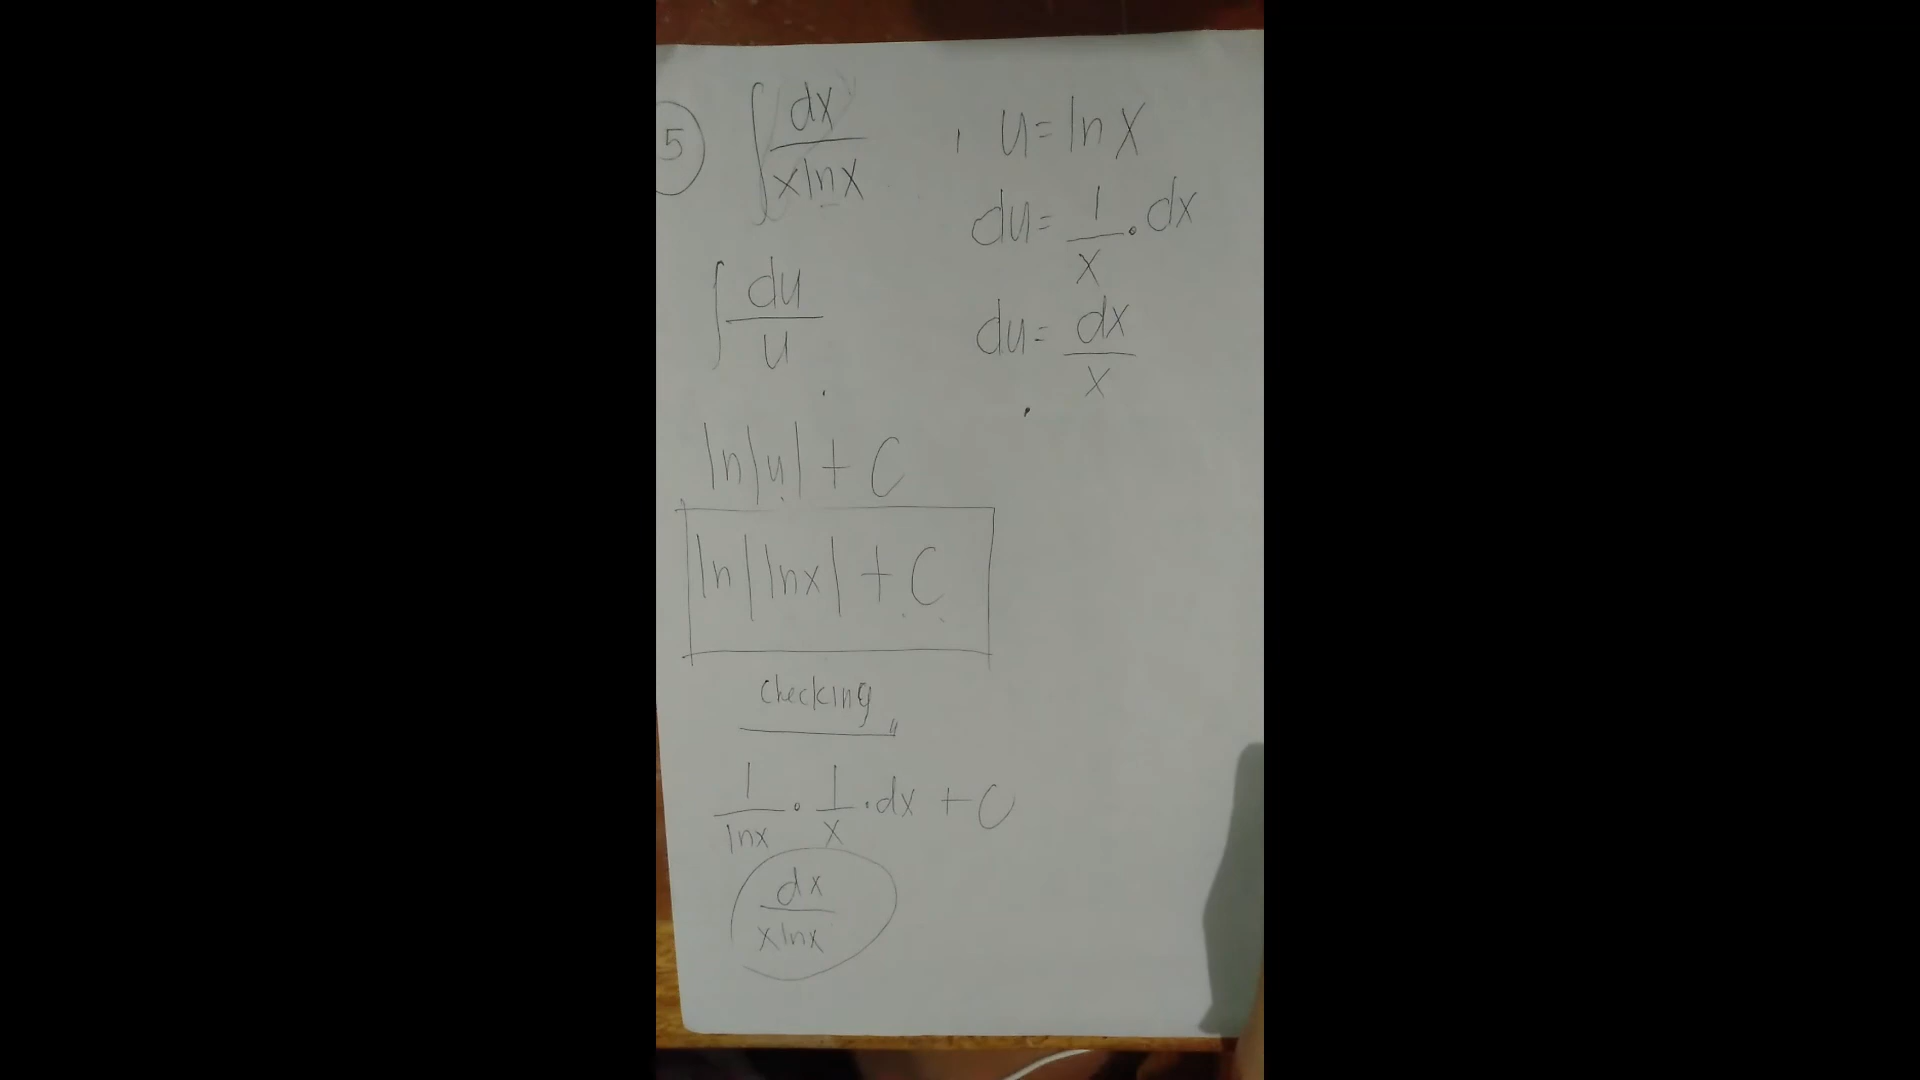 5
∫ dx / x ln x , u = ln x
du = 1/x · dx
∫ du / u
du = dx / x
ln |u| + C
ln | ln x | + C
Checking
1/ln x · 1/x · dx + C
dx / x ln x